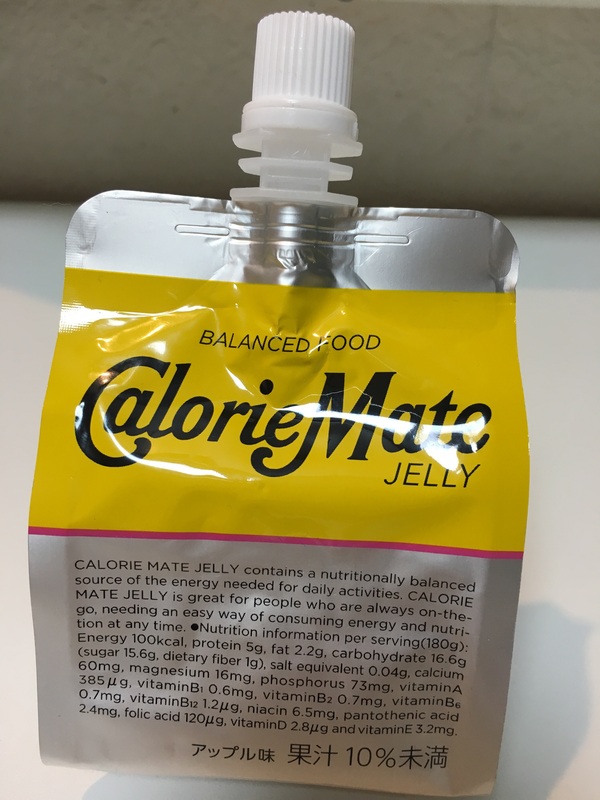 BALANCED FOOD
CalorieMate
JELLY
CALORIE MATE JELLY contains a nutritionally balanced
source of the energy needed for daily activities. CALORIE
MATE JELLY is great for people who are always on-the-
go, needing an easy way of consuming energy and nutri-
tion at any time. ●Nutrition information per serving(180g):
Energy 100kcal, protein 5g, fat 2.2g, carbohydrate 16.6g
(sugar 15.6g, dietary fiber 1g), salt equivalent 0.04g, calcium
60mg, magnesium 16mg, phosphorus 73mg, vitaminA
385μg, vitaminB₁ 0.6mg, vitaminB₂ 0.7mg, vitaminB₆
0.7mg, vitaminB₁₂ 1.2μg, niacin 6.5mg, pantothenic acid
2.4mg, folic acid 120μg, vitaminD 2.8μg and vitaminE 3.2mg.
アップル味 果汁10%未満